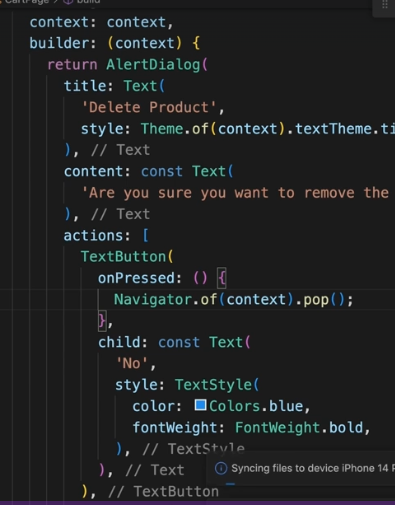 CartPage > build
context: context,
builder: (context) {
return AlertDialog(
title: Text(
'Delete Product',
style: Theme.of(context).textTheme.ti
), // Text
content: const Text(
'Are you sure you want to remove the
), // Text
actions: [
TextButton(
onPressed: () {
Navigator.of(context).pop();
},
child: const Text(
'No',
style: TextStyle(
color: Colors.blue,
fontWeight: FontWeight.bold,
), // TextStyle
), // Text
), // TextButton
Syncing files to device iPhone 14 P